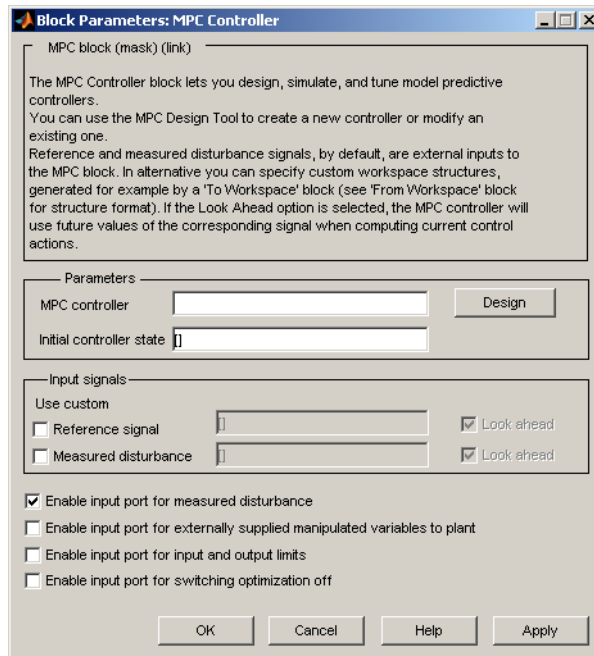 Block Parameters: MPC Controller
MPC block (mask) (link)
The MPC Controller block lets you design, simulate, and tune model predictive
controllers.
You can use the MPC Design Tool to create a new controller or modify an
existing one.
Reference and measured disturbance signals, by default, are external inputs to
the MPC block. In alternative you can specify custom workspace structures,
generated for example by a 'To Workspace' block (see 'From Workspace' block
for structure format). If the Look Ahead option is selected, the MPC controller will
use future values of the corresponding signal when computing current control
actions.
Parameters
MPC controller
Design
Initial controller state []
Input signals
Use custom
Reference signal [] Look ahead
Measured disturbance [] Look ahead
Enable input port for measured disturbance
Enable input port for externally supplied manipulated variables to plant
Enable input port for input and output limits
Enable input port for switching optimization off
OK Cancel Help Apply